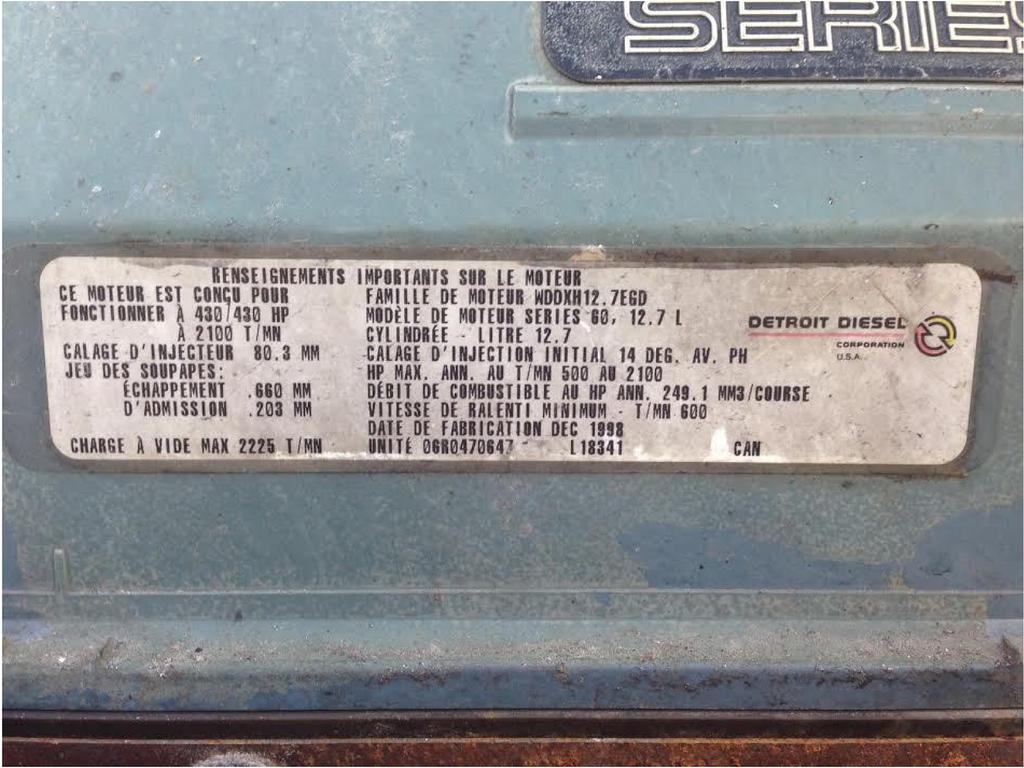 SERIES
RENSEIGNEMENTS IMPORTANTS SUR LE MOTEUR
CE MOTEUR EST CONÇU POUR
FONCTIONNER À 430/430 HP
À 2100 T/MN
CALAGE D'INJECTEUR 80.3 MM
JEU DES SOUPAPES:
ÉCHAPPEMENT .660 MM
D'ADMISSION .203 MM
CHARGE À VIDE MAX 2225 T/MN
FAMILLE DE MOTEUR WDDXH12.7EGD
MODÈLE DE MOTEUR SERIES 60, 12.7 L
CYLINDRÉE - LITRE 12.7
CALAGE D'INJECTION INITIAL 14 DEG. AV. PH
HP MAX. ANN. AU T/MN 500 AU 2100
DÉBIT DE COMBUSTIBLE AU HP ANN. 249.1 MM3/COURSE
VITESSE DE RALENTI MINIMUM - T/MN 600
DATE DE FABRICATION DEC 1998
UNITÉ 06R0470647 L18341 CAN
DETROIT DIESEL
CORPORATION
U.S.A.